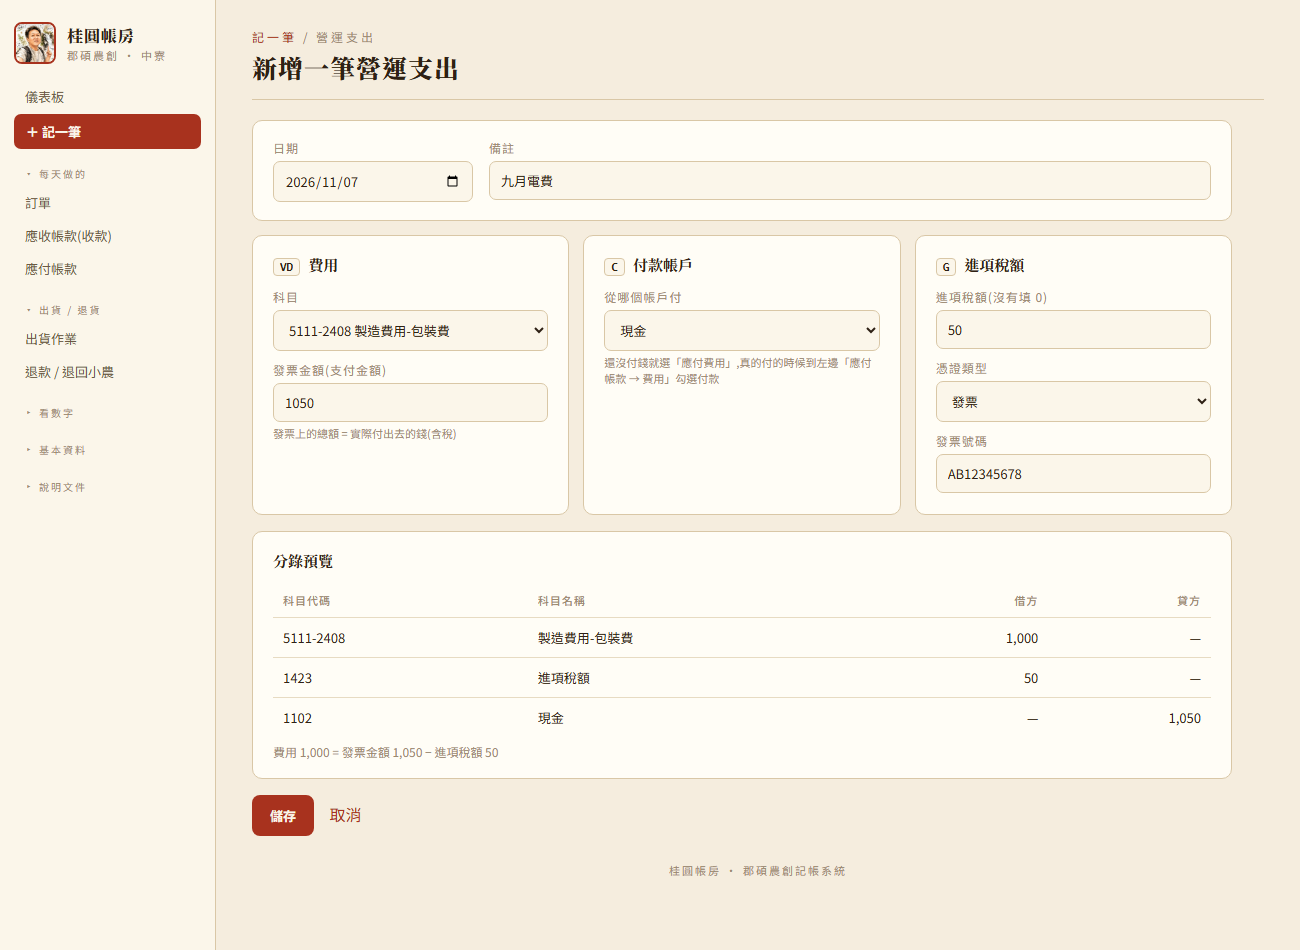 桂圓帳房
郡碩農創 · 中寮
儀表板
＋ 記一筆
每天做的
訂單
應收帳款(收款)
應付帳款
出貨 / 退貨
出貨作業
退款 / 退回小農
看數字
基本資料
說明文件
記一筆 / 營運支出
新增一筆營運支出
日期
備註
2026/11/07
九月電費
VD 費用
科目
5111-2408 製造費用-包裝費
發票金額(支付金額)
1050
發票上的總額 = 實際付出去的錢(含稅)
C 付款帳戶
從哪個帳戶付
現金
還沒付錢就選「應付費用」,真的付的時候到左邊「應付
帳款 → 費用」勾選付款
G 進項稅額
進項稅額(沒有填 0)
50
憑證類型
發票
發票號碼
AB12345678
分錄預覽
科目代碼 科目名稱 借方 貸方
5111-2408 製造費用-包裝費 1,000 —
1423 進項稅額 50 —
1102 現金 — 1,050
費用 1,000 = 發票金額 1,050 − 進項稅額 50
儲存 取消
桂圓帳房 · 郡碩農創記帳系統